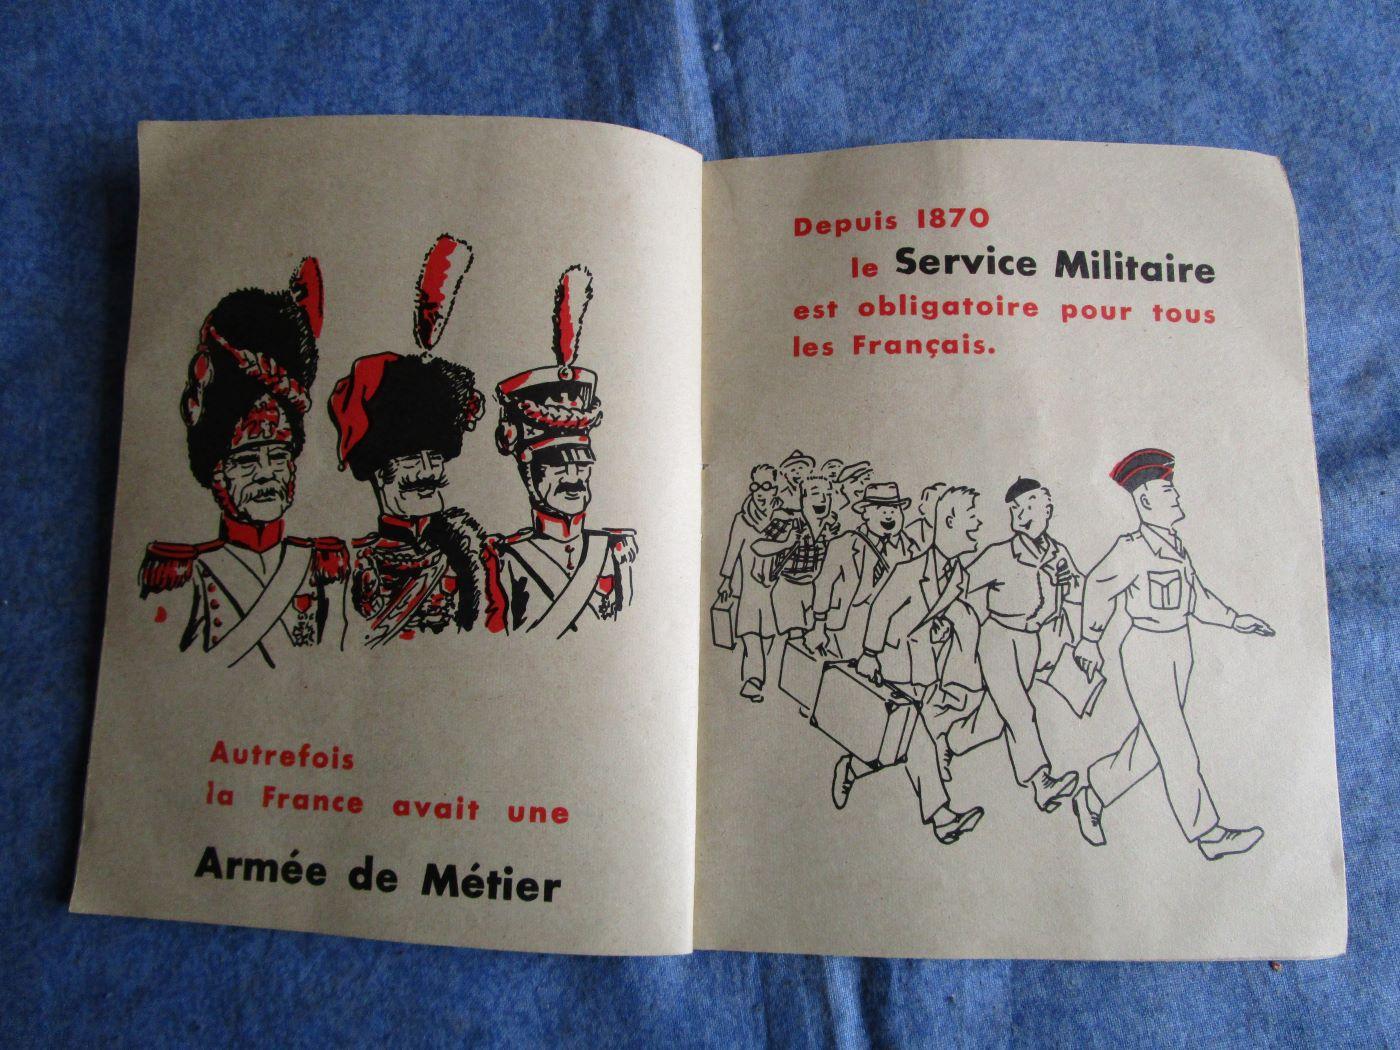 Autrefois
la France avait une
Armée de Métier
Depuis 1870
le Service Militaire
est obligatoire pour tous
les Français.